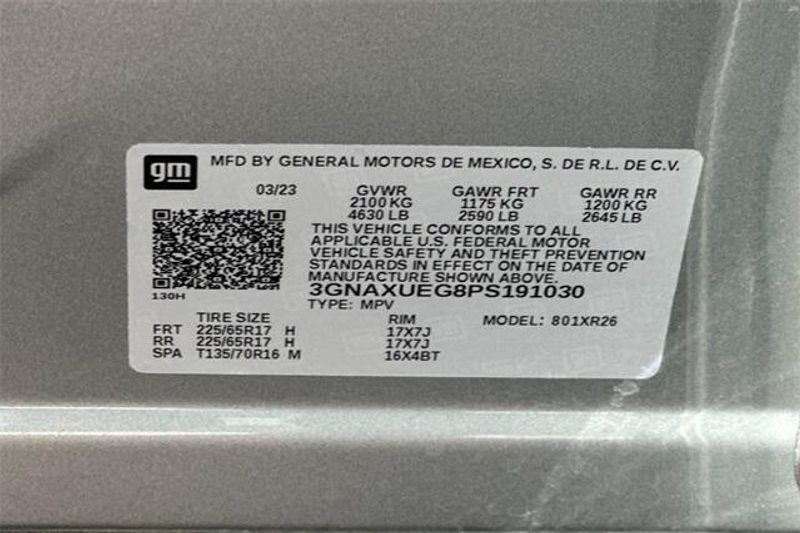 gm MFD BY GENERAL MOTORS DE MEXICO, S. DE R.L. DE C.V.
03/23 GVWR GAWR FRT GAWR RR
2100 KG 1175 KG 1200 KG
4630 LB 2590 LB 2645 LB
THIS VEHICLE CONFORMS TO ALL
APPLICABLE U.S. FEDERAL MOTOR
VEHICLE SAFETY AND THEFT PREVENTION
STANDARDS IN EFFECT ON THE DATE OF
MANUFACTURE SHOWN ABOVE.
130H 3GNAXUEG8PS191030
TYPE: MPV
TIRE SIZE RIM MODEL: 801XR26
FRT 225/65R17 H 17X7J
RR 225/65R17 H 17X7J
SPA T135/70R16 M 16X4BT